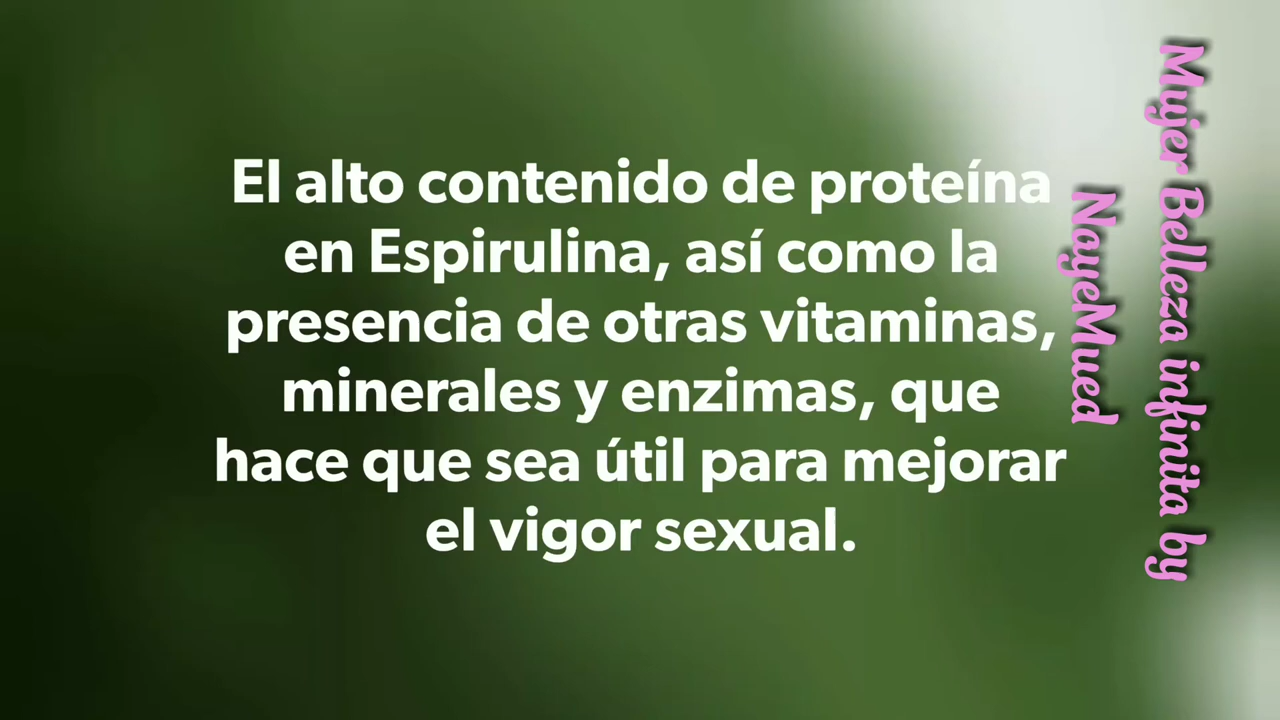 El alto contenido de proteína
en Espirulina, así como la
presencia de otras vitaminas,
minerales y enzimas, que
hace que sea útil para mejorar
el vigor sexual.
Mujer Belleza infinita by
NayeMued